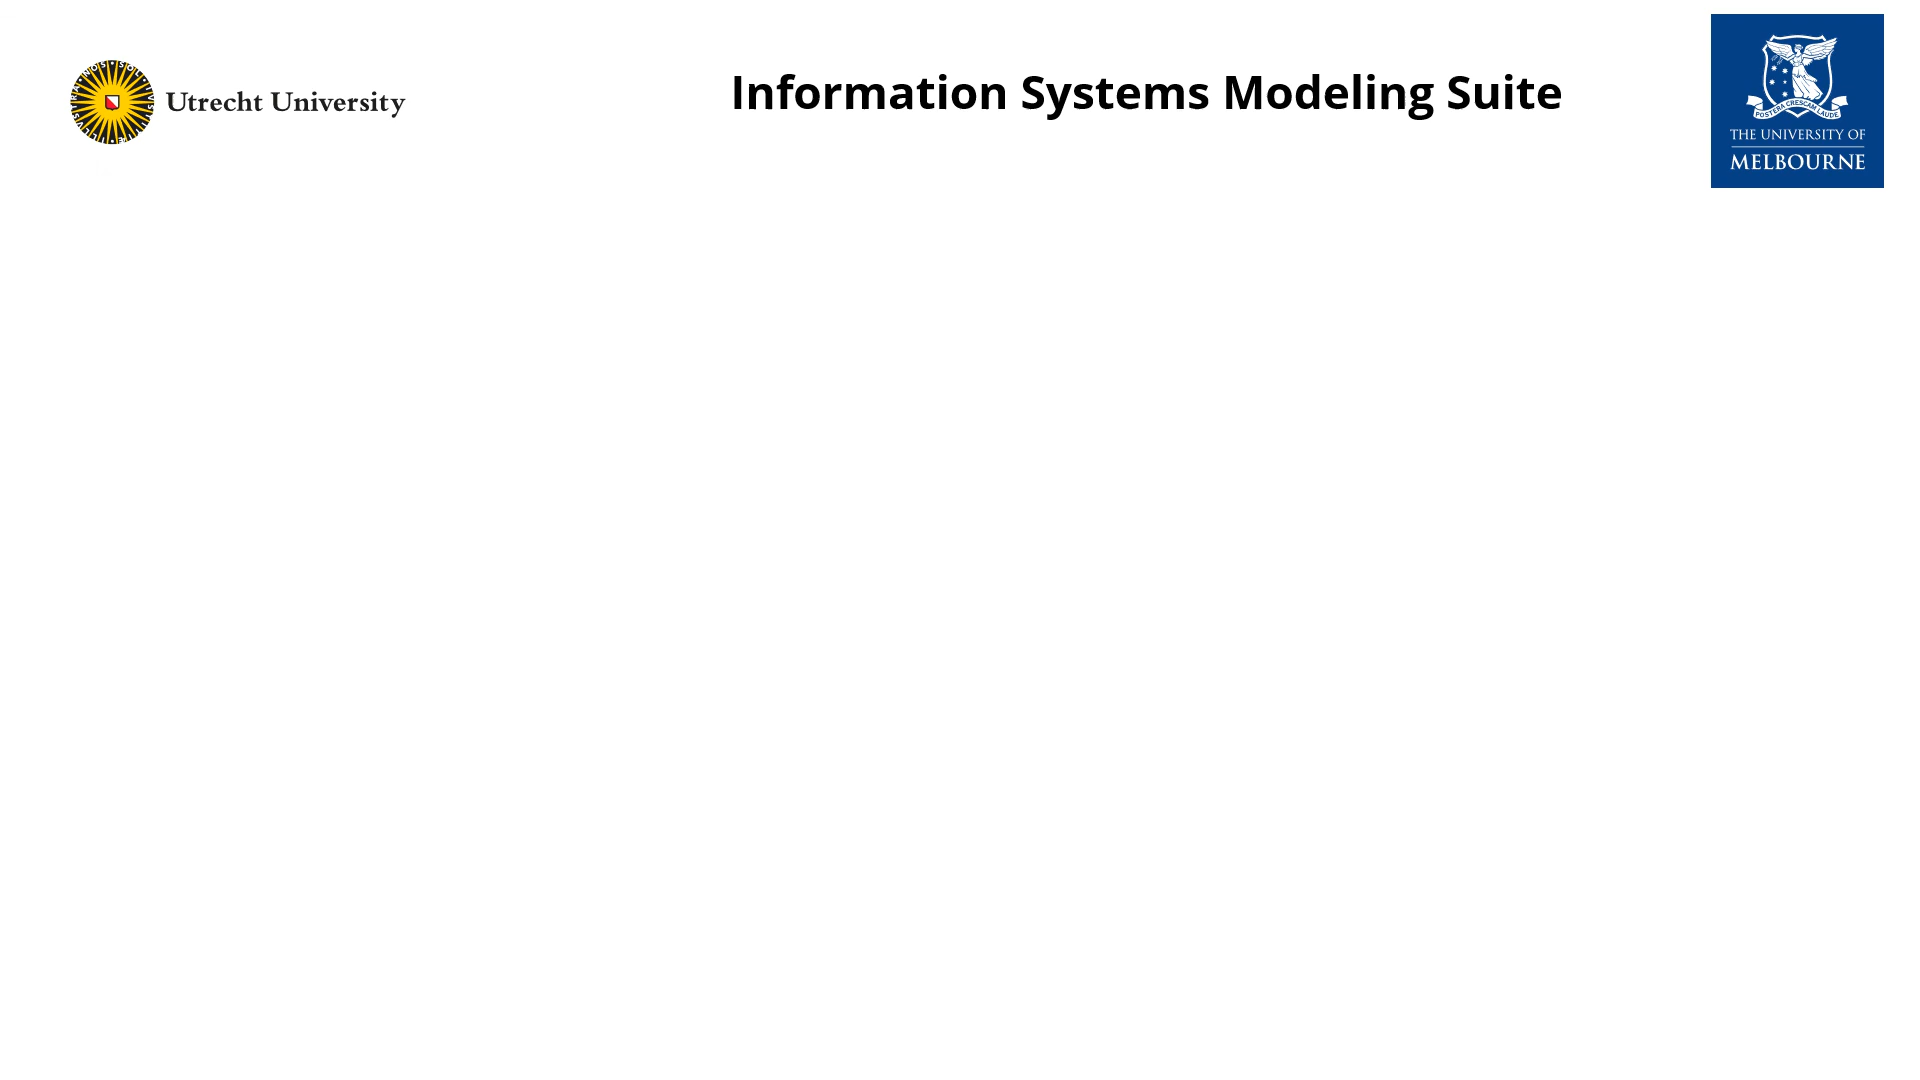 Utrecht University
Information Systems Modeling Suite
POSTERA CRESCAM LAUDE
THE UNIVERSITY OF
MELBOURNE